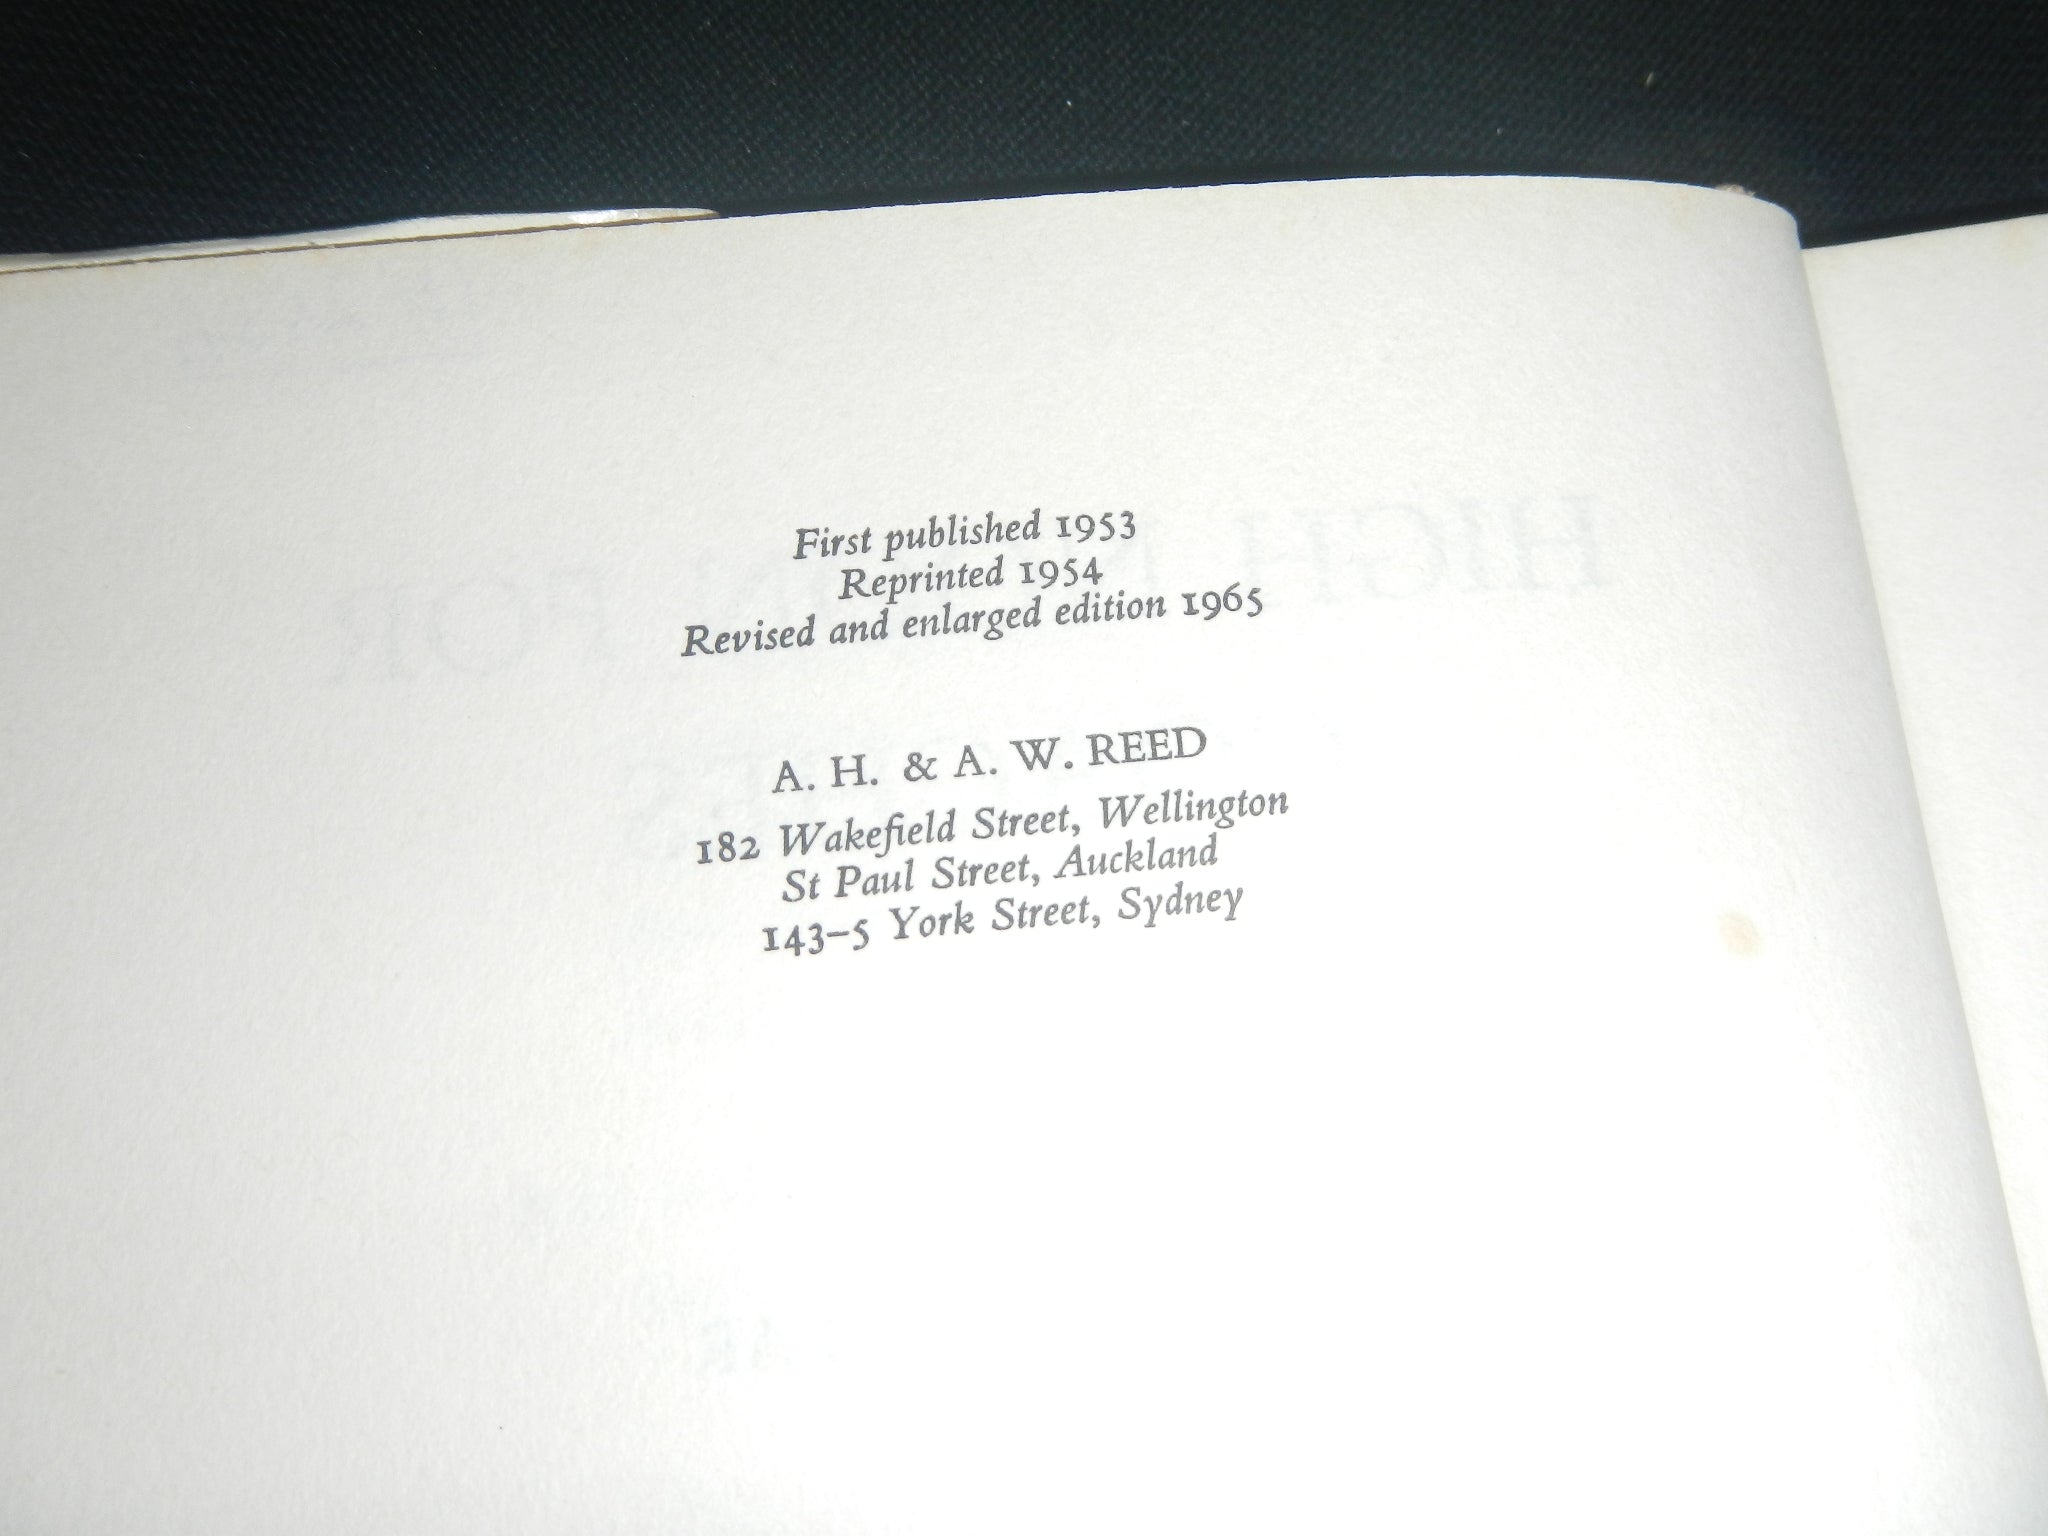 First published 1953
Reprinted 1954
Revised and enlarged edition 1965
A. H. & A. W. REED
182 Wakefield Street, Wellington
St Paul Street, Auckland
143–5 York Street, Sydney